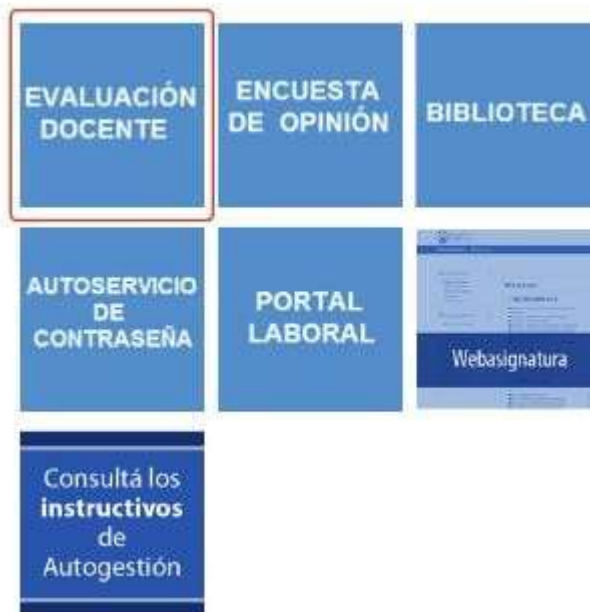 EVALUACIÓN
DOCENTE
ENCUESTA
DE OPINIÓN
BIBLIOTECA
AUTOSERVICIO
DE
CONTRASEÑA
PORTAL
LABORAL
Webasignatura
Consultá los
instructivos
de
Autogestión